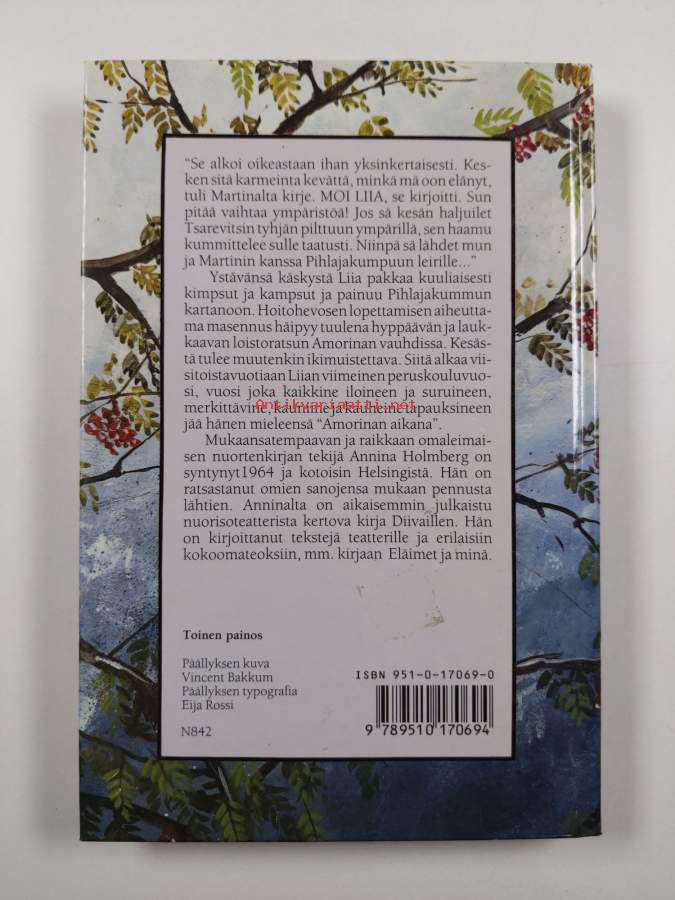 "Se alkoi oikeastaan ihan yksinkertaisesti. Kes-
ken sitä karmeinta kevättä, minkä mä oon elänyt,
tuli Martinalta kirje. MOI LIIA, se kirjoitti. Sun
pitää vaihtaa ympäristöä! Jos sä kesän haljuilet
Tsarevitsin tyhjän pilttuun ympärillä, sen haamu
kummittelee sulle taatusti. Niinpä sä lähdet mun
ja Martinin kanssa Pihlajakumpuun leirille..."
Ystävänsä käskystä Liia pakkaa kuuliaisesti
kimpsut ja kampsut ja painuu Pihlajakummun
kartanoon. Hoitohevosen lopettamisen aiheutta-
ma masennus häipyy tuulena hyppäävän ja lauk-
kaavan loistoratsun Amorinan vauhdissa. Kesäs-
tä tulee muutenkin ikimuistettava. Siitä alkaa vii-
sitoistavuotiaan Liian viimeinen peruskouluvuo-
si, vuosi joka kaikkine iloineen ja suruineen,
merkittävine, kauniine ja kauheine tapauksineen
jää hänen mieleensä "Amorinan aikana".
Mukaansatempaavan ja raikkaan omaleimai-
sen nuortenkirjan tekijä Annina Holmberg on
syntynyt1964 ja kotoisin Helsingistä. Hän on
ratsastanut omien sanojensa mukaan pennusta
lähtien. Anninalta on aikaisemmin julkaistu
nuorisoteatterista kertova kirja Diivaillen. Hän
on kirjoittanut tekstejä teatterille ja erilaisiin
kokoomateoksiin, mm. kirjaan Eläimet ja minä.
Antikvariaatti.net
Toinen painos
Päällyksen kuva
Vincent Bakkum
Päällyksen typografia
Eija Rossi
N842
ISBN 951-0-17069-0
9 789510 170694